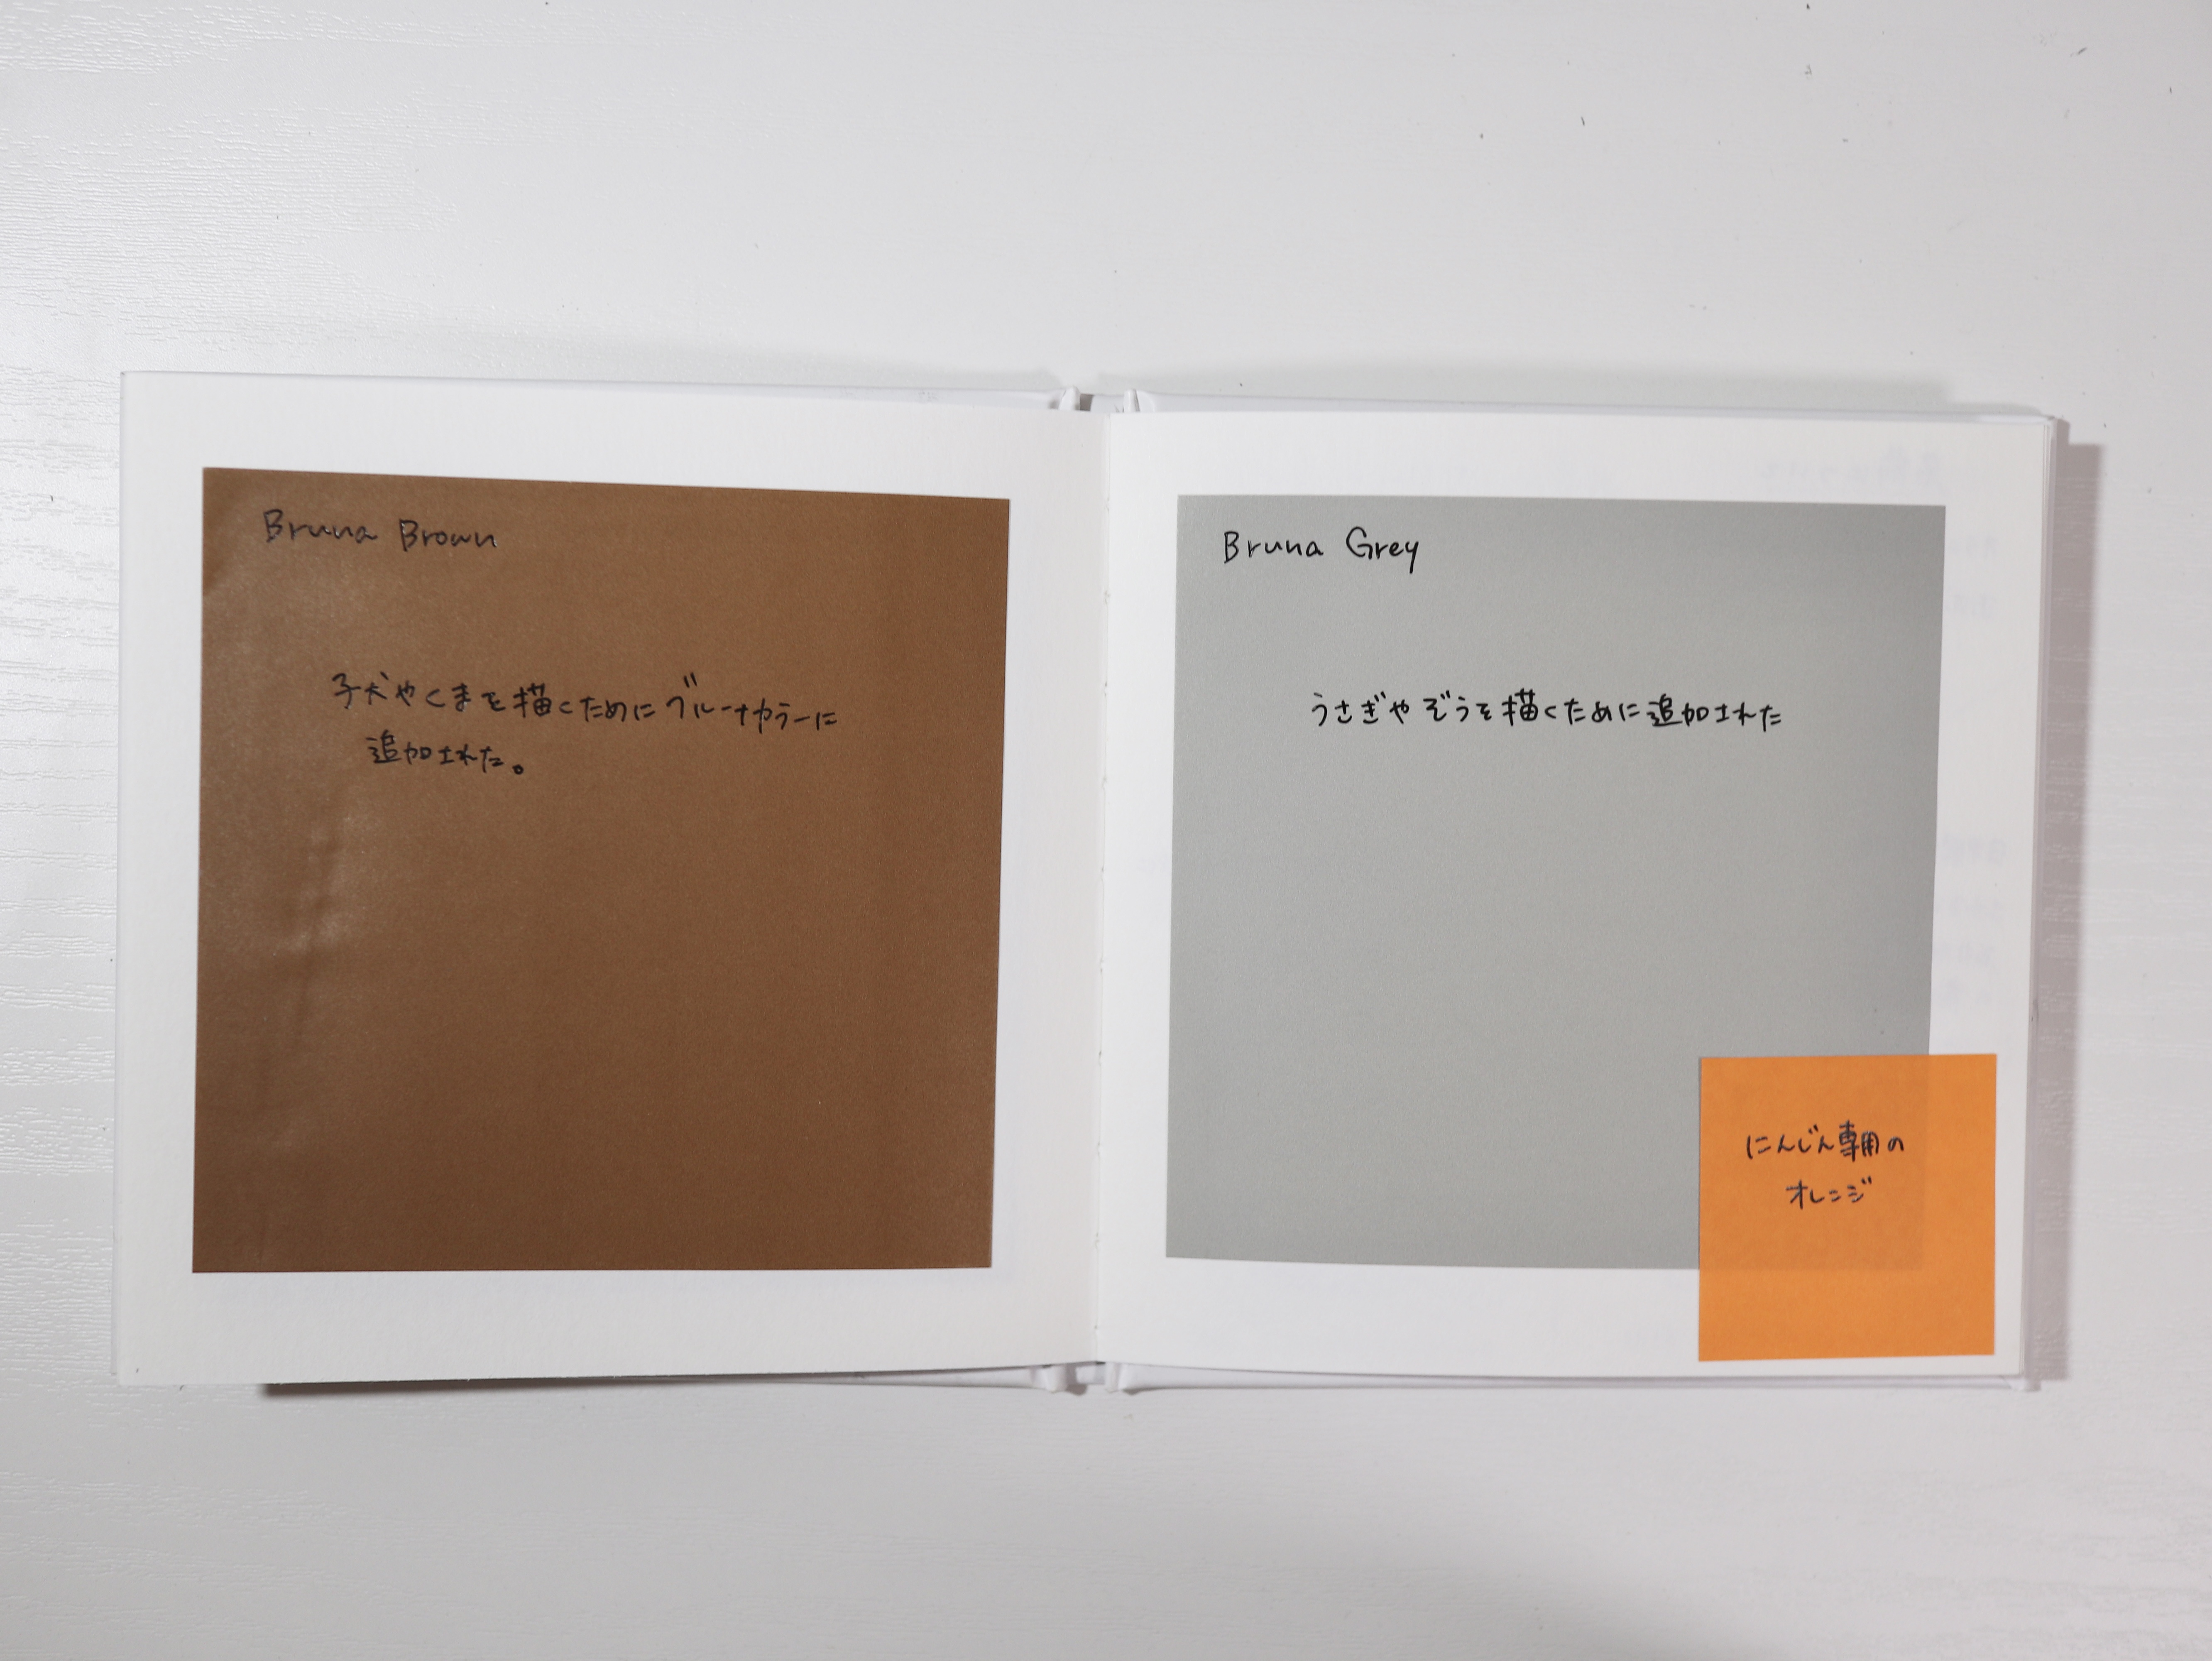 Bruna Brown
子犬やくまを描くためにブルーナカラーに
追加された。
Bruna Grey
うさぎやぞうを描くために追加された
にんじん専用の
オレンジ